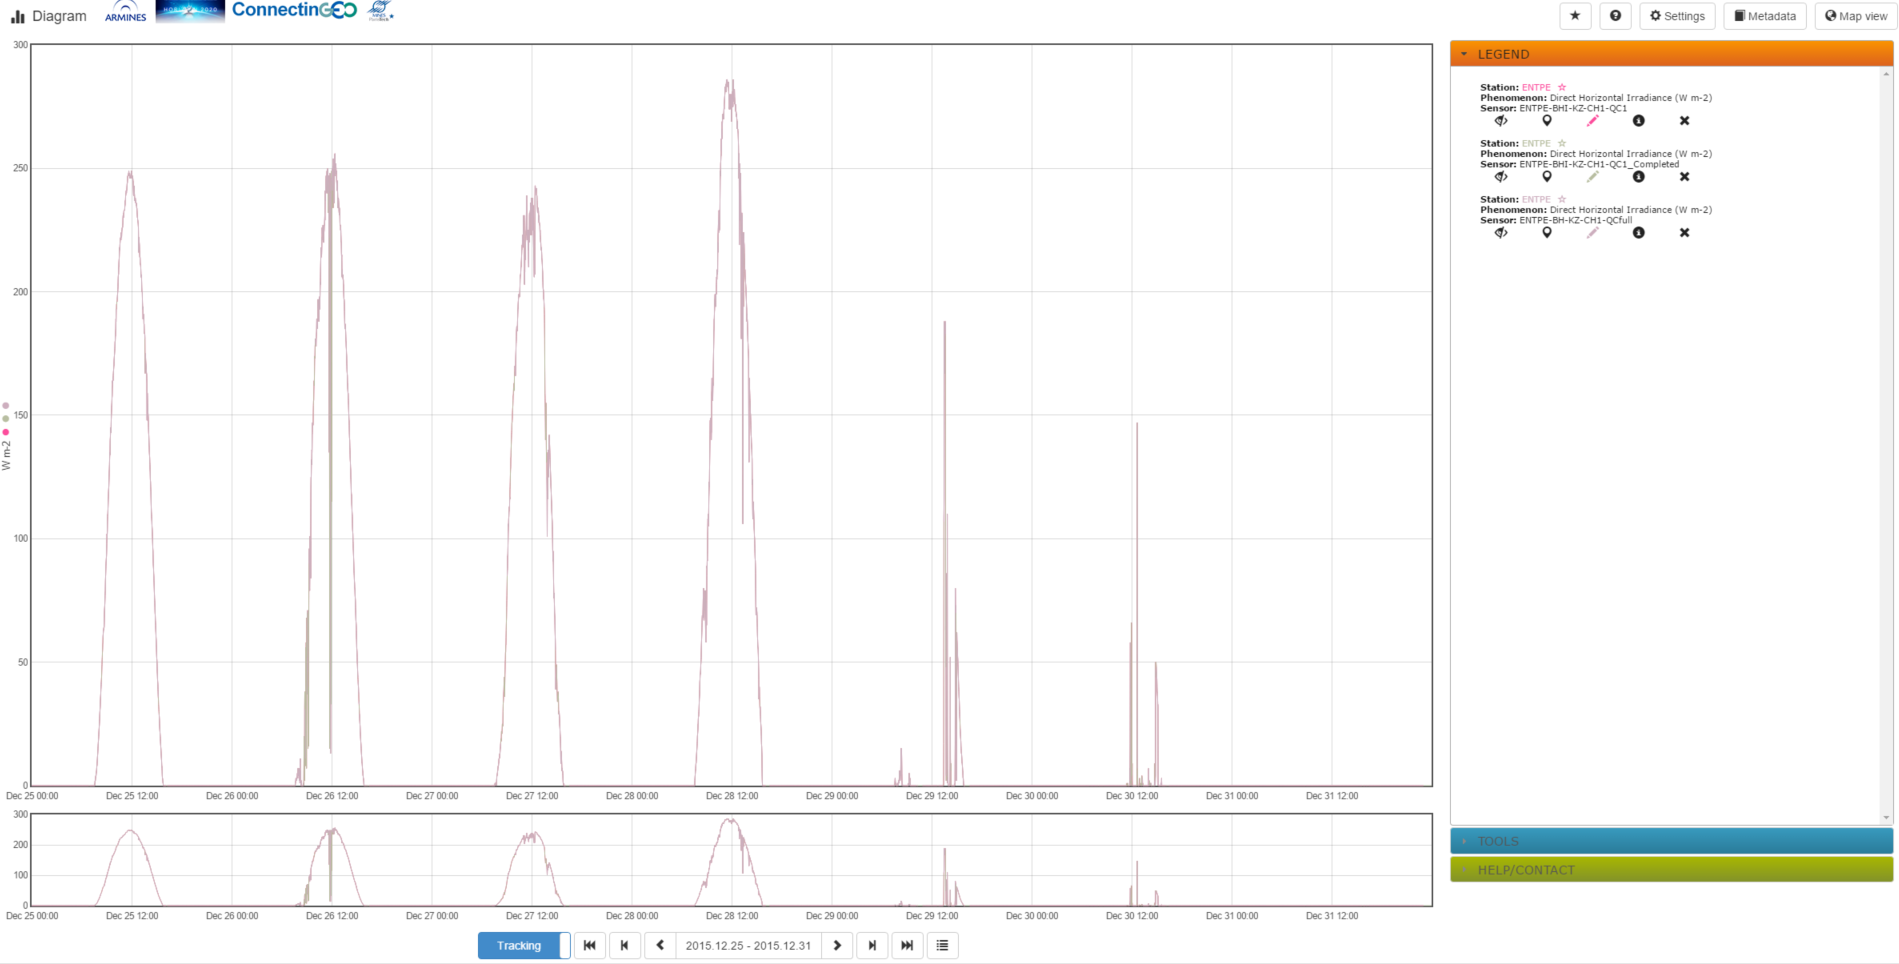 Diagram ARMINES HORIZON 2020 ConnectinGEO
★ Settings Metadata Map view
300
250
200
150
100
50
0
W m-2
Dec 25 00:00 Dec 25 12:00 Dec 26 00:00 Dec 26 12:00 Dec 27 00:00 Dec 27 12:00 Dec 28 00:00 Dec 28 12:00 Dec 29 00:00 Dec 29 12:00 Dec 30 00:00 Dec 30 12:00 Dec 31 00:00 Dec 31 12:00
300
200
100
0
Dec 25 00:00 Dec 25 12:00 Dec 26 00:00 Dec 26 12:00 Dec 27 00:00 Dec 27 12:00 Dec 28 00:00 Dec 28 12:00 Dec 29 00:00 Dec 29 12:00 Dec 30 00:00 Dec 30 12:00 Dec 31 00:00 Dec 31 12:00
Tracking 2015.12.25 - 2015.12.31
LEGEND
Station: ENTPE ☆
Phenomenon: Direct Horizontal Irradiance (W m-2)
Sensor: ENTPE-BHI-KZ-CH1-QC1
Station: ENTPE ☆
Phenomenon: Direct Horizontal Irradiance (W m-2)
Sensor: ENTPE-BHI-KZ-CH1-QC1_Completed
Station: ENTPE ☆
Phenomenon: Direct Horizontal Irradiance (W m-2)
Sensor: ENTPE-BH-KZ-CH1-QCfull
TOOLS
HELP/CONTACT